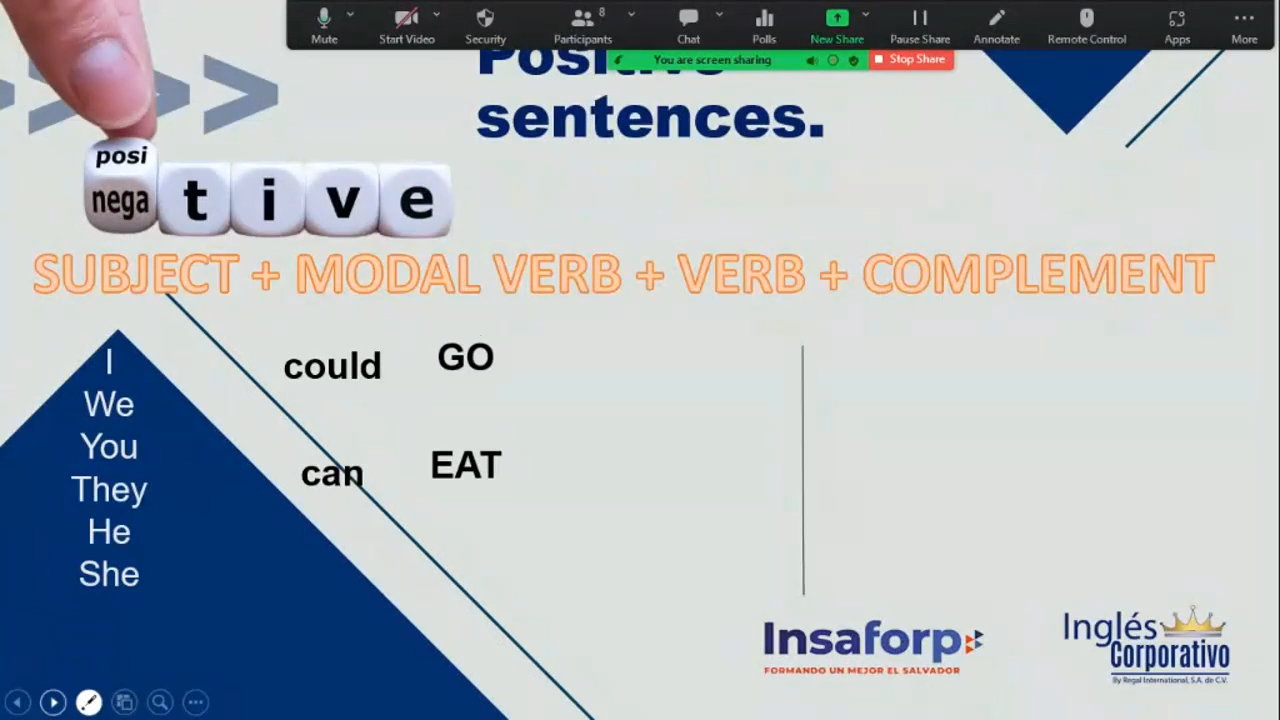 Mute
Start Video
Security
Participants
8
Chat
Polls
New Share
Pause Share
Annotate
Remote Control
Apps
More
You are screen sharing
Stop Share
Positive
sentences.
posi
nega
t i v e
SUBJECT + MODAL VERB + VERB + COMPLEMENT
I
We
You
They
He
She
could GO
can EAT
Insaforp
FORMANDO UN MEJOR EL SALVADOR
Inglés
Corporativo
By Regal International, S.A. de C.V.